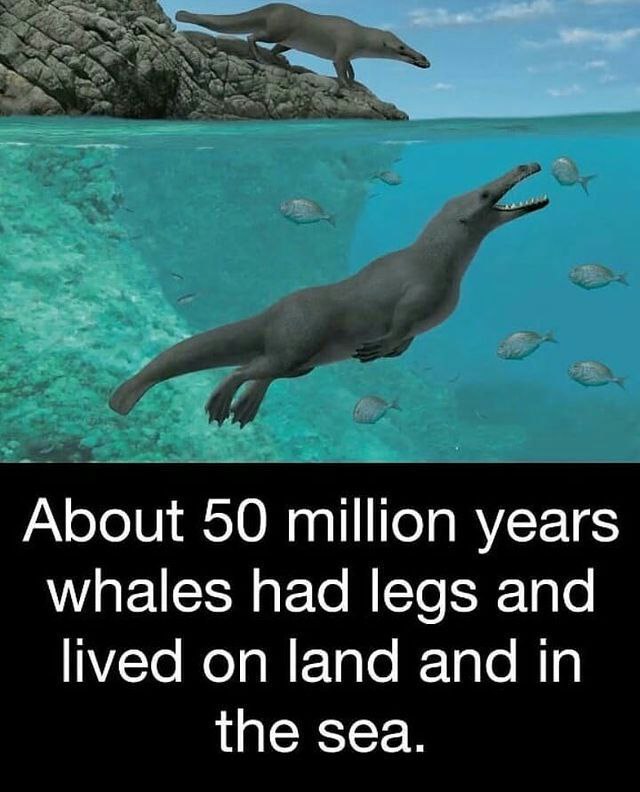 About 50 million years
whales had legs and
lived on land and in
the sea.